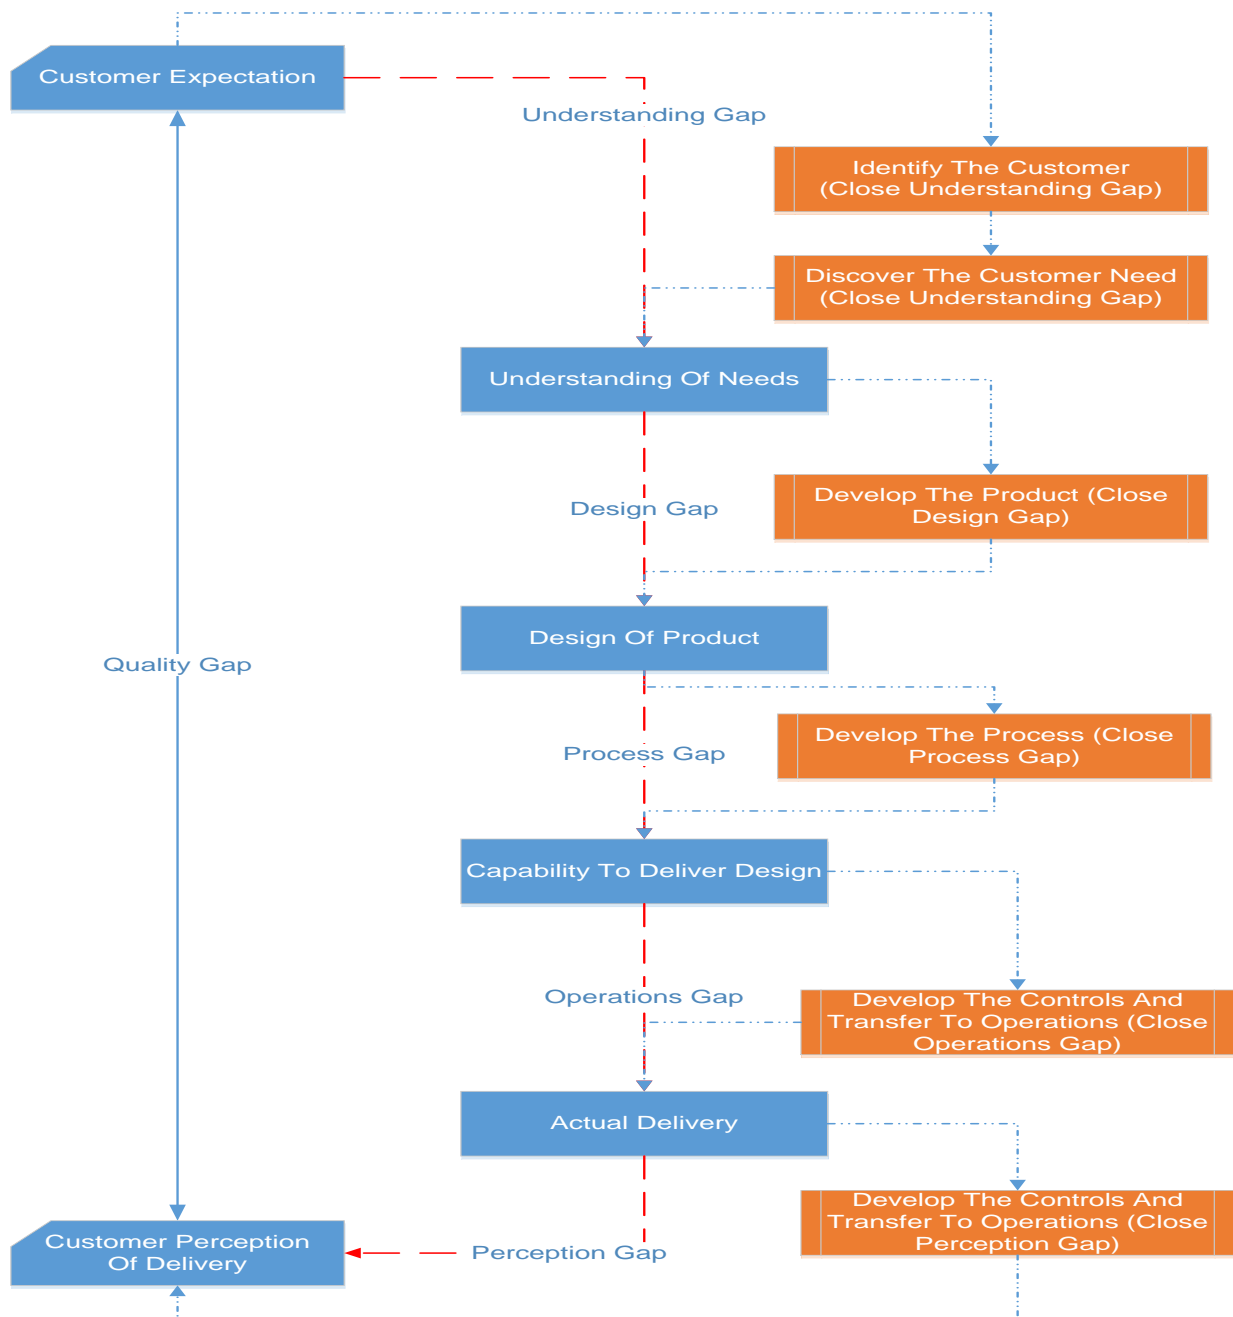 Customer Expectation
Understanding Gap
Identify The Customer
(Close Understanding Gap)
Discover The Customer Need
(Close Understanding Gap)
Understanding Of Needs
Develop The Product (Close
Design Gap)
Design Gap
Design Of Product
Quality Gap
Develop The Process (Close
Process Gap)
Process Gap
Capability To Deliver Design
Operations Gap
Develop The Controls And
Transfer To Operations (Close
Operations Gap)
Actual Delivery
Develop The Controls And
Transfer To Operations (Close
Perception Gap)
Perception Gap
Customer Perception
Of Delivery